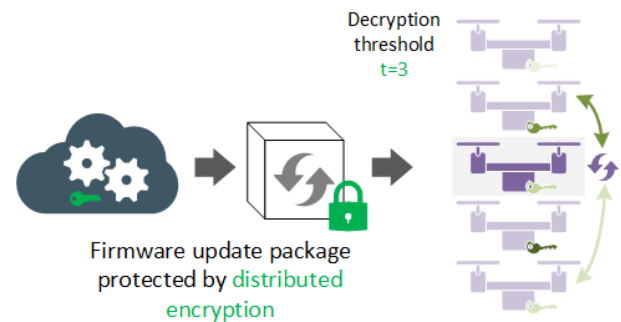 Decryption
threshold
t=3
Firmware update package
protected by distributed
encryption